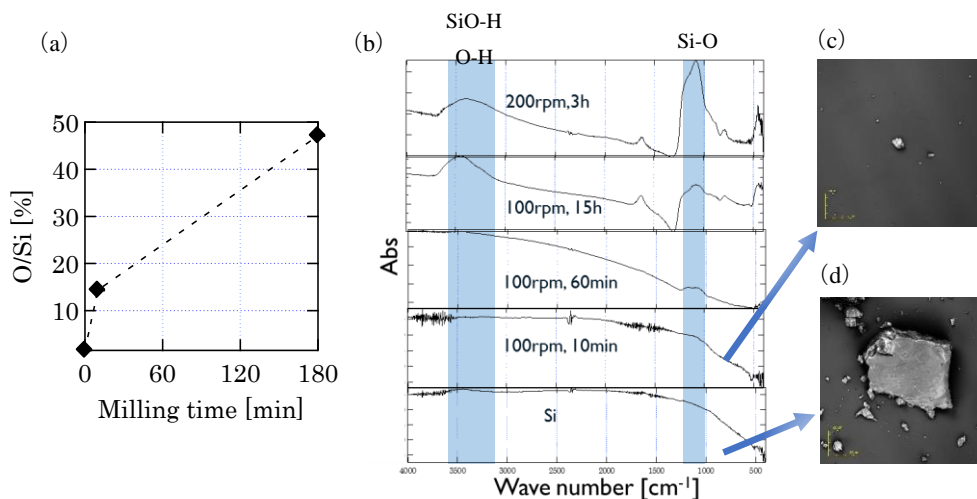 (a)
50
40
30
20
10
O/Si [%]
0
60
120
180
Milling time [min]
(b)
SiO-H
O-H
Si-O
200rpm,3h
100rpm, 15h
100rpm, 60min
100rpm, 10min
Si
Abs
4000
3500
3000
2500
2000
1500
1000
500
Wave number [cm⁻¹]
(c)
(d)